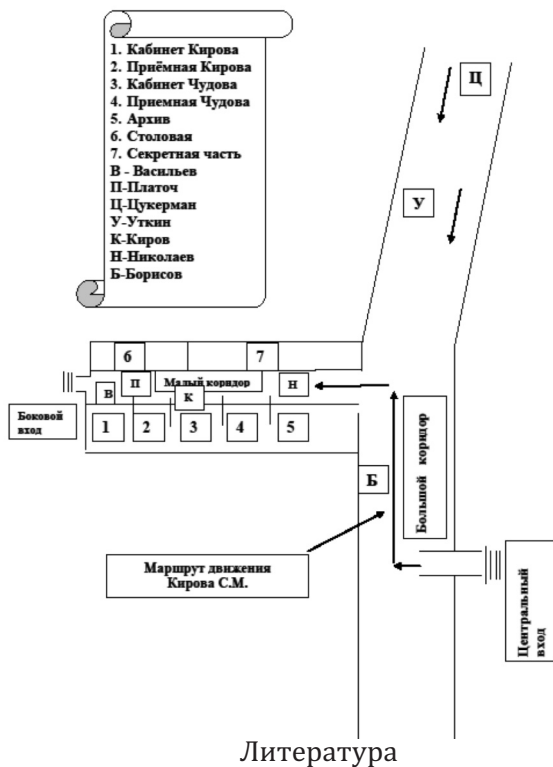 1. Кабинет Кирова
2. Приёмная Кирова
3. Кабинет Чудова
4. Приемная Чудова
5. Архив
6. Столовая
7. Секретная часть
В - Васильев
П-Платоч
Ц-Цукерман
У-Уткин
К-Киров
Н-Николаев
Б-Борисов
Ц
У
6
7
П
Малый коридор
Н
В
К
Боковой
вход
1
2
3
4
5
Б
Большой коридор
Маршрут движения
Кирова С.М.
Центральный
вход
Литература